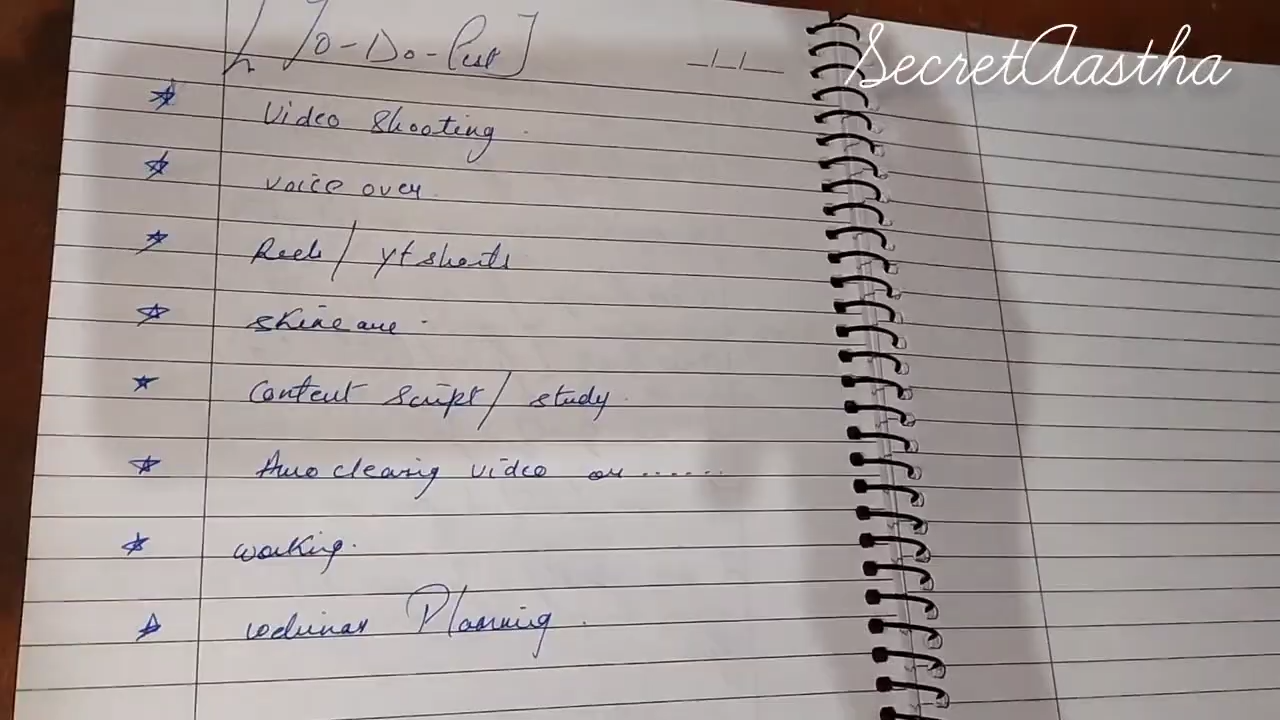 [To-Do-List]
SecretAastha
Video Shooting.
voice over.
Reels / yt shorts
skincare.
Content Script / study.
video or ......
working.
webinar Planning.